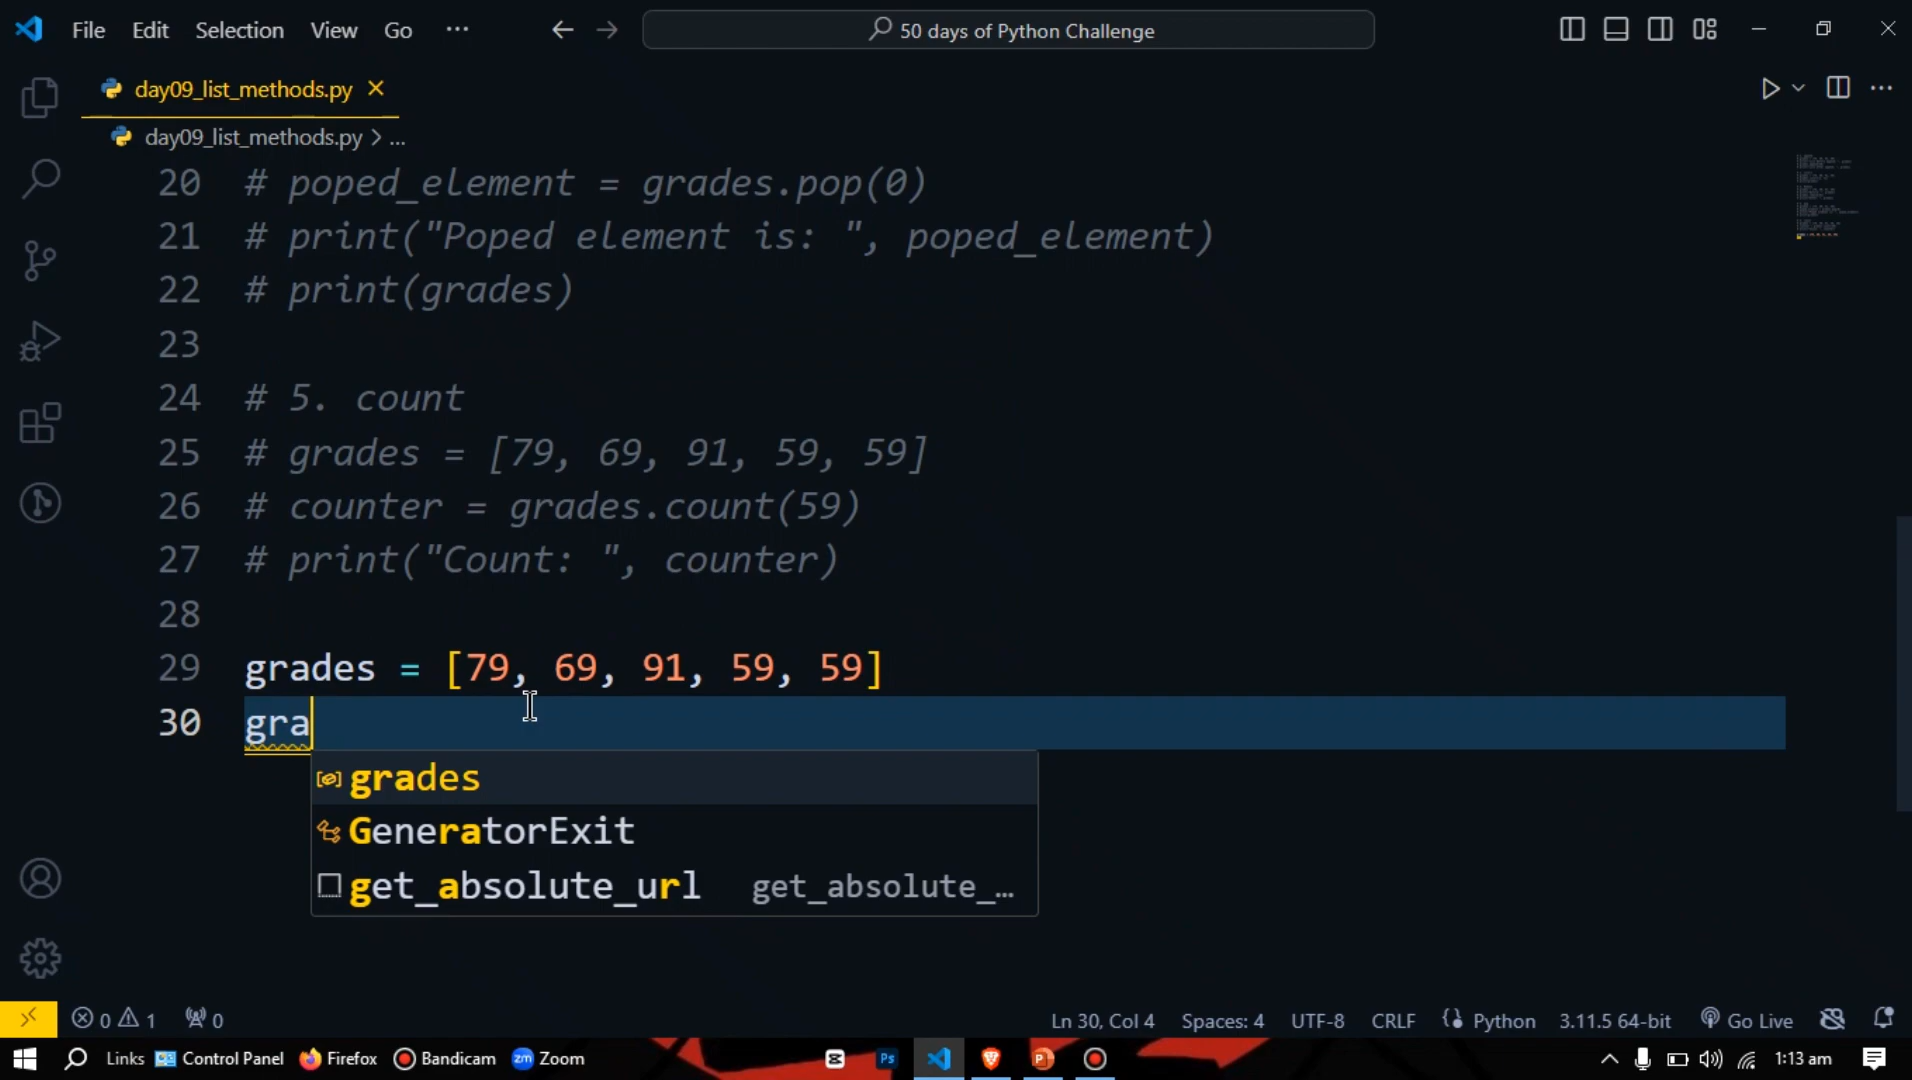 File Edit Selection View Go ··· 50 days of Python Challenge
day09_list_methods.py
day09_list_methods.py > ...
20 # poped_element = grades.pop(0)
21 # print("Poped element is: ", poped_element)
22 # print(grades)
23
24 # 5. count
25 # grades = [79, 69, 91, 59, 59]
26 # counter = grades.count(59)
27 # print("Count: ", counter)
28
29 grades = [79, 69, 91, 59, 59]
30 gra
grades
GeneratorExit
get_absolute_url get_absolute_…
0 1 0 Ln 30, Col 4 Spaces: 4 UTF-8 CRLF Python 3.11.5 64-bit Go Live
Links Control Panel Firefox Bandicam zm Zoom Ps 1:13 am